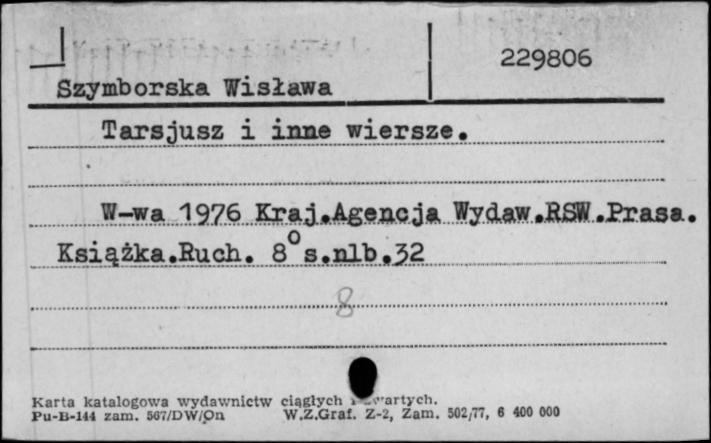 229806
Szymborska Wisława
Tarsjusz i inne wiersze.
W-wa 1976 Kraj.Agencja Wydaw.RSW.Prasa.
Książka.Ruch. 8° s.nlb.32
8
Karta katalogowa wydawnictw ciągłych
Pu-B-144 zam. 567/DW/Qn W.Z.Graf. Z-2, Zam. 502/77, 6 400 000